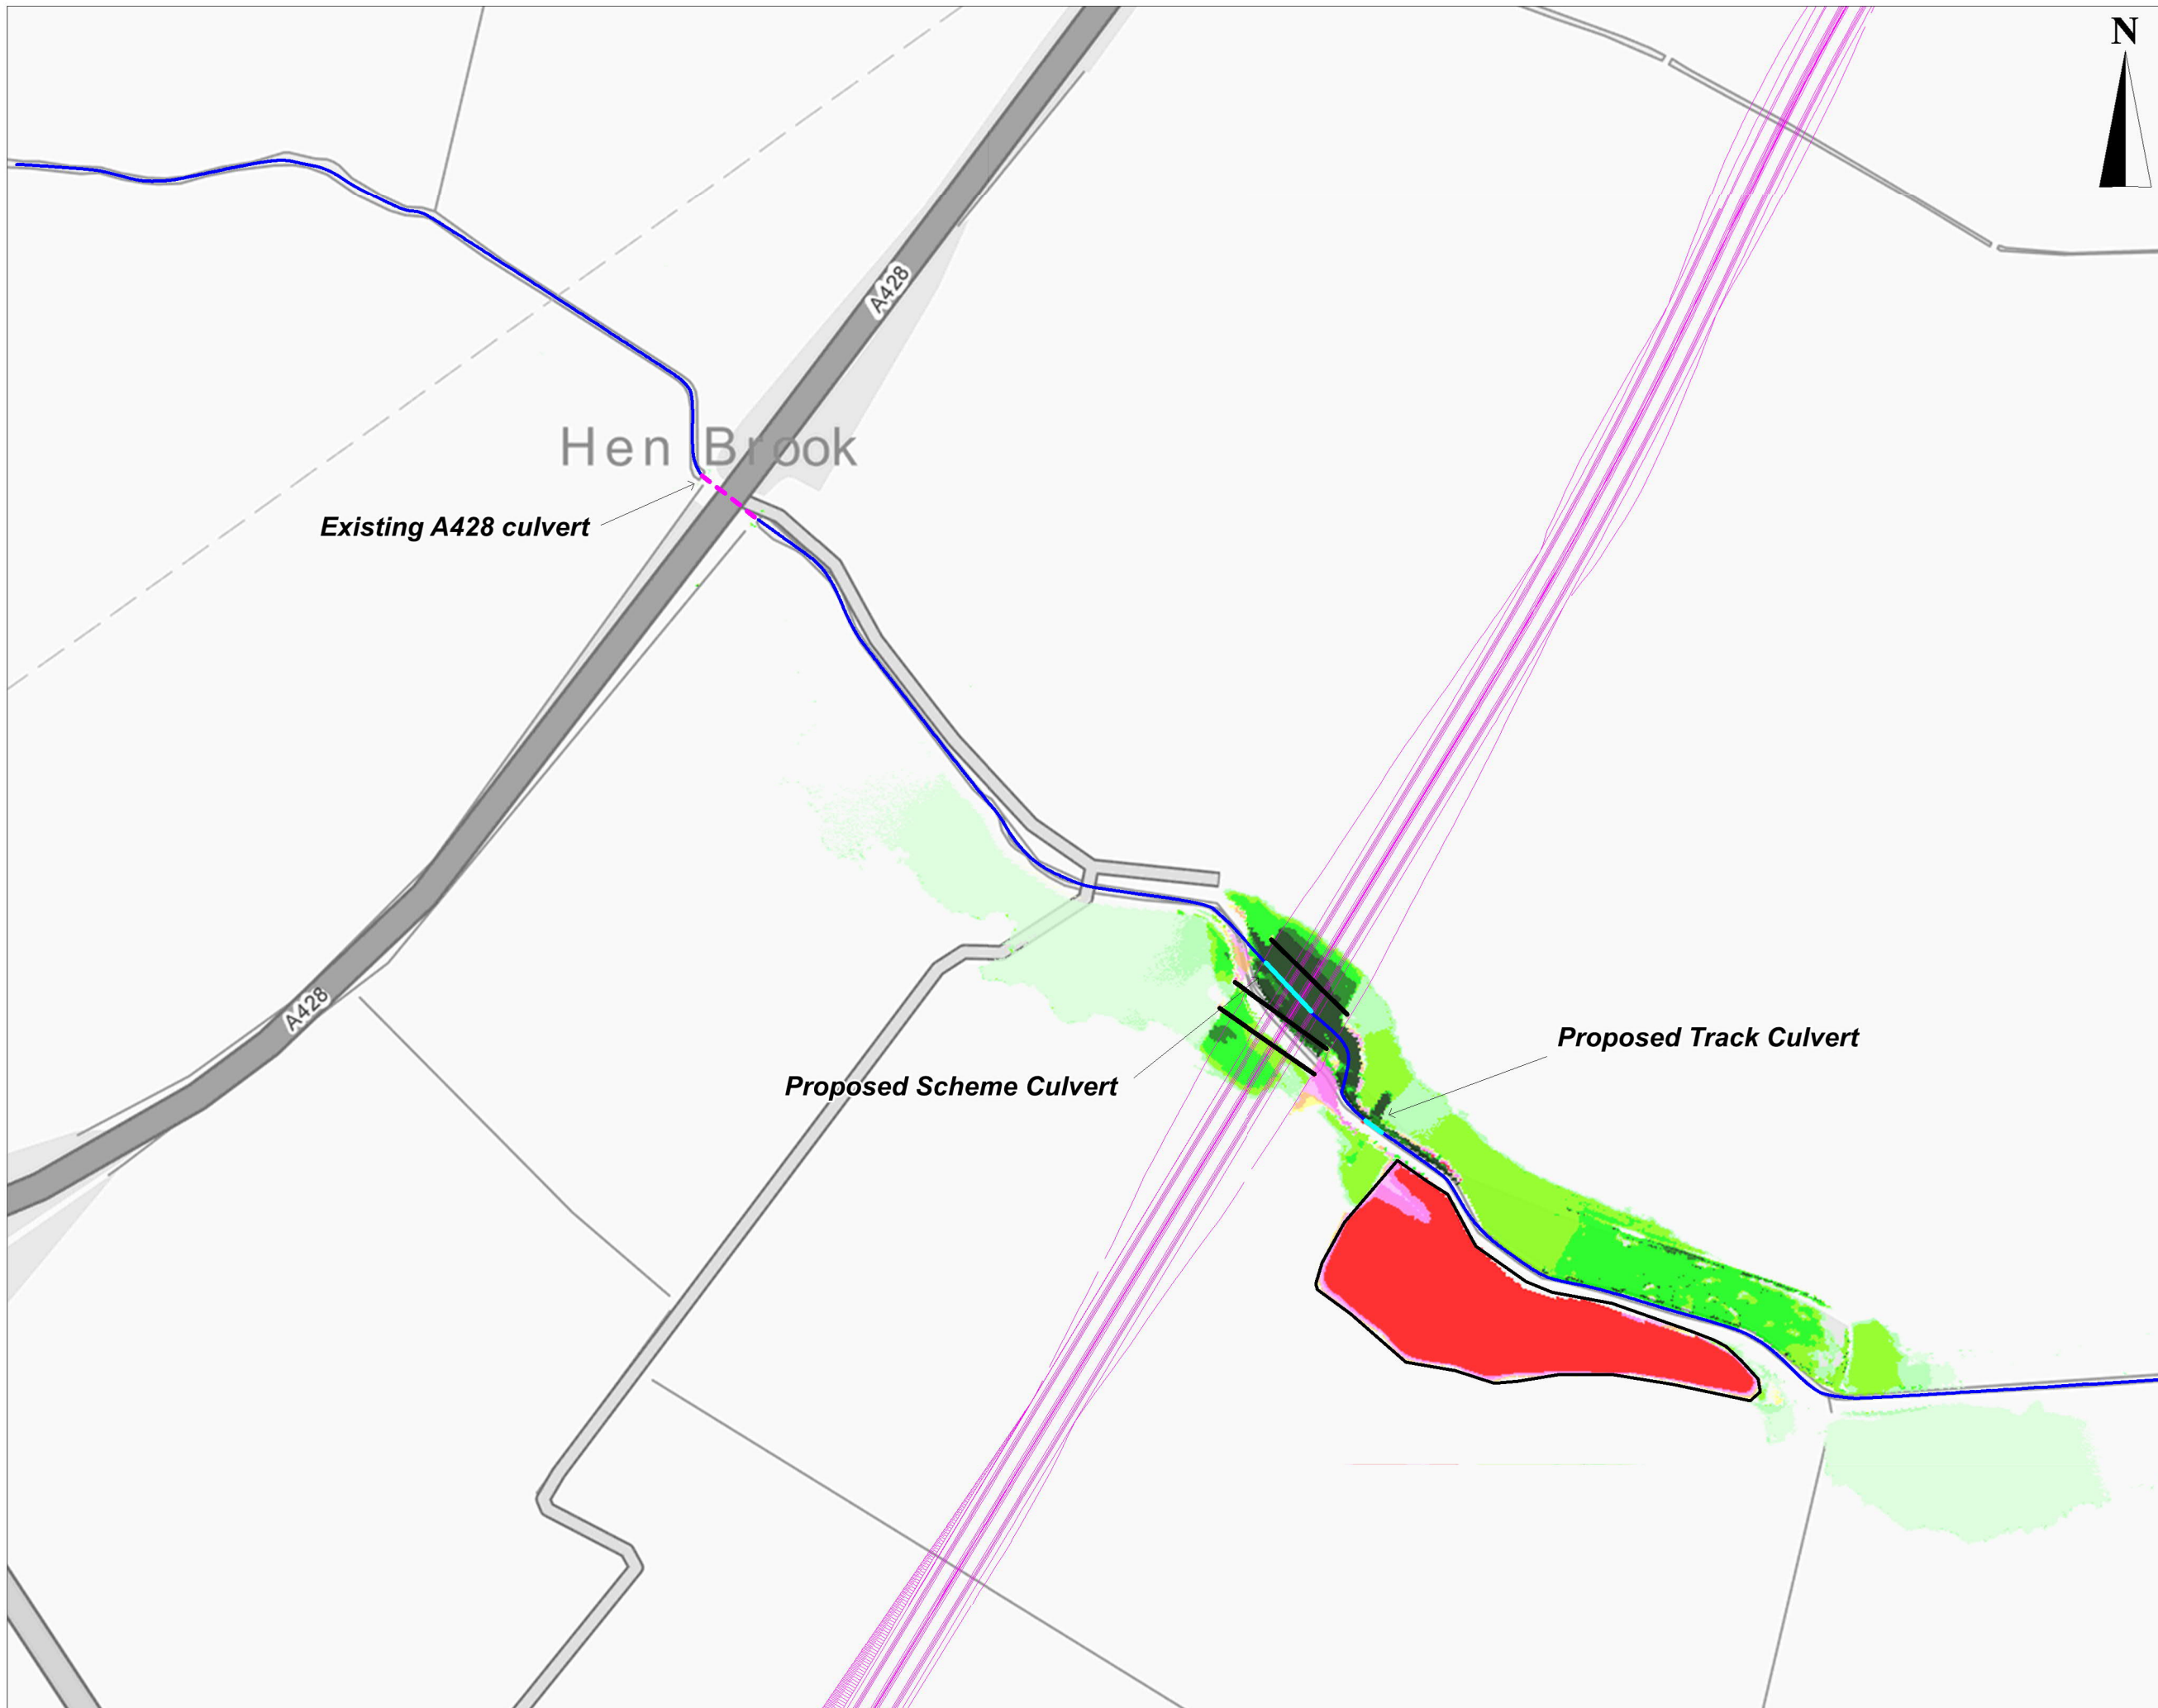 N
A428
Hen Brook
Existing A428 culvert
A428
Proposed Track Culvert
Proposed Scheme Culvert